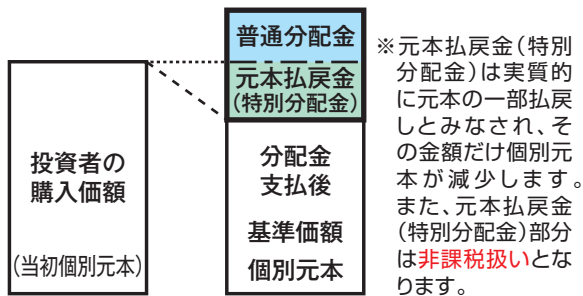 投資者の
購入価額
(当初個別元本)
普通分配金
元本払戻金
(特別分配金)
分配金
支払後
基準価額
個別元本
※元本払戻金(特別
分配金)は実質的
に元本の一部払戻
しとみなされ、そ
の金額だけ個別元
本が減少します。
また、元本払戻金
(特別分配金)部分
は非課税扱いとな
ります。